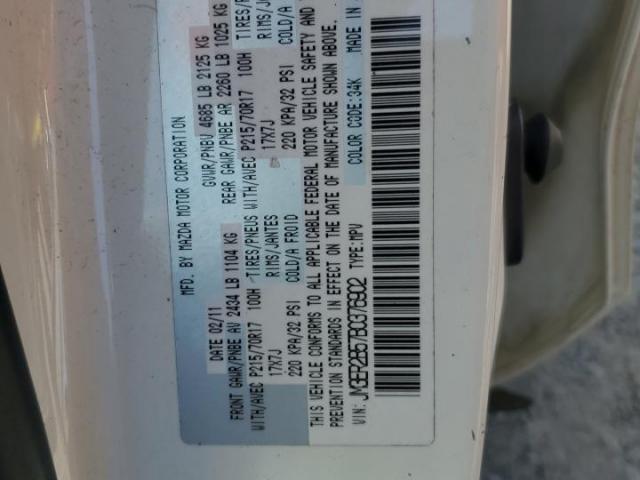 MFD. BY MAZDA MOTOR CORPORATION
DATE 02/11 GVWR/PNBV 4685 LB 2125 KG
FRONT GAWR/PNBE AV 2434 LB 1104 KG REAR GAWR/PNBE AR 2260 LB 1025 KG
WITH/AVEC P215/70R17 100H TIRES/PNEUS WITH/AVEC P215/70R17 100H TIRES/
17X7J RIMS/JANTES 17X7J RIMS/
220 KPA/32 PSI COLD/A FROID 220 KPA/32 PSI COLD/A
THIS VEHICLE CONFORMS TO ALL APPLICABLE FEDERAL MOTOR VEHICLE SAFETY AND
PREVENTION STANDARDS IN EFFECT ON THE DATE OF MANUFACTURE SHOWN ABOVE.
VIN: TYPE:MPV COLOR CODE:34K MADE IN